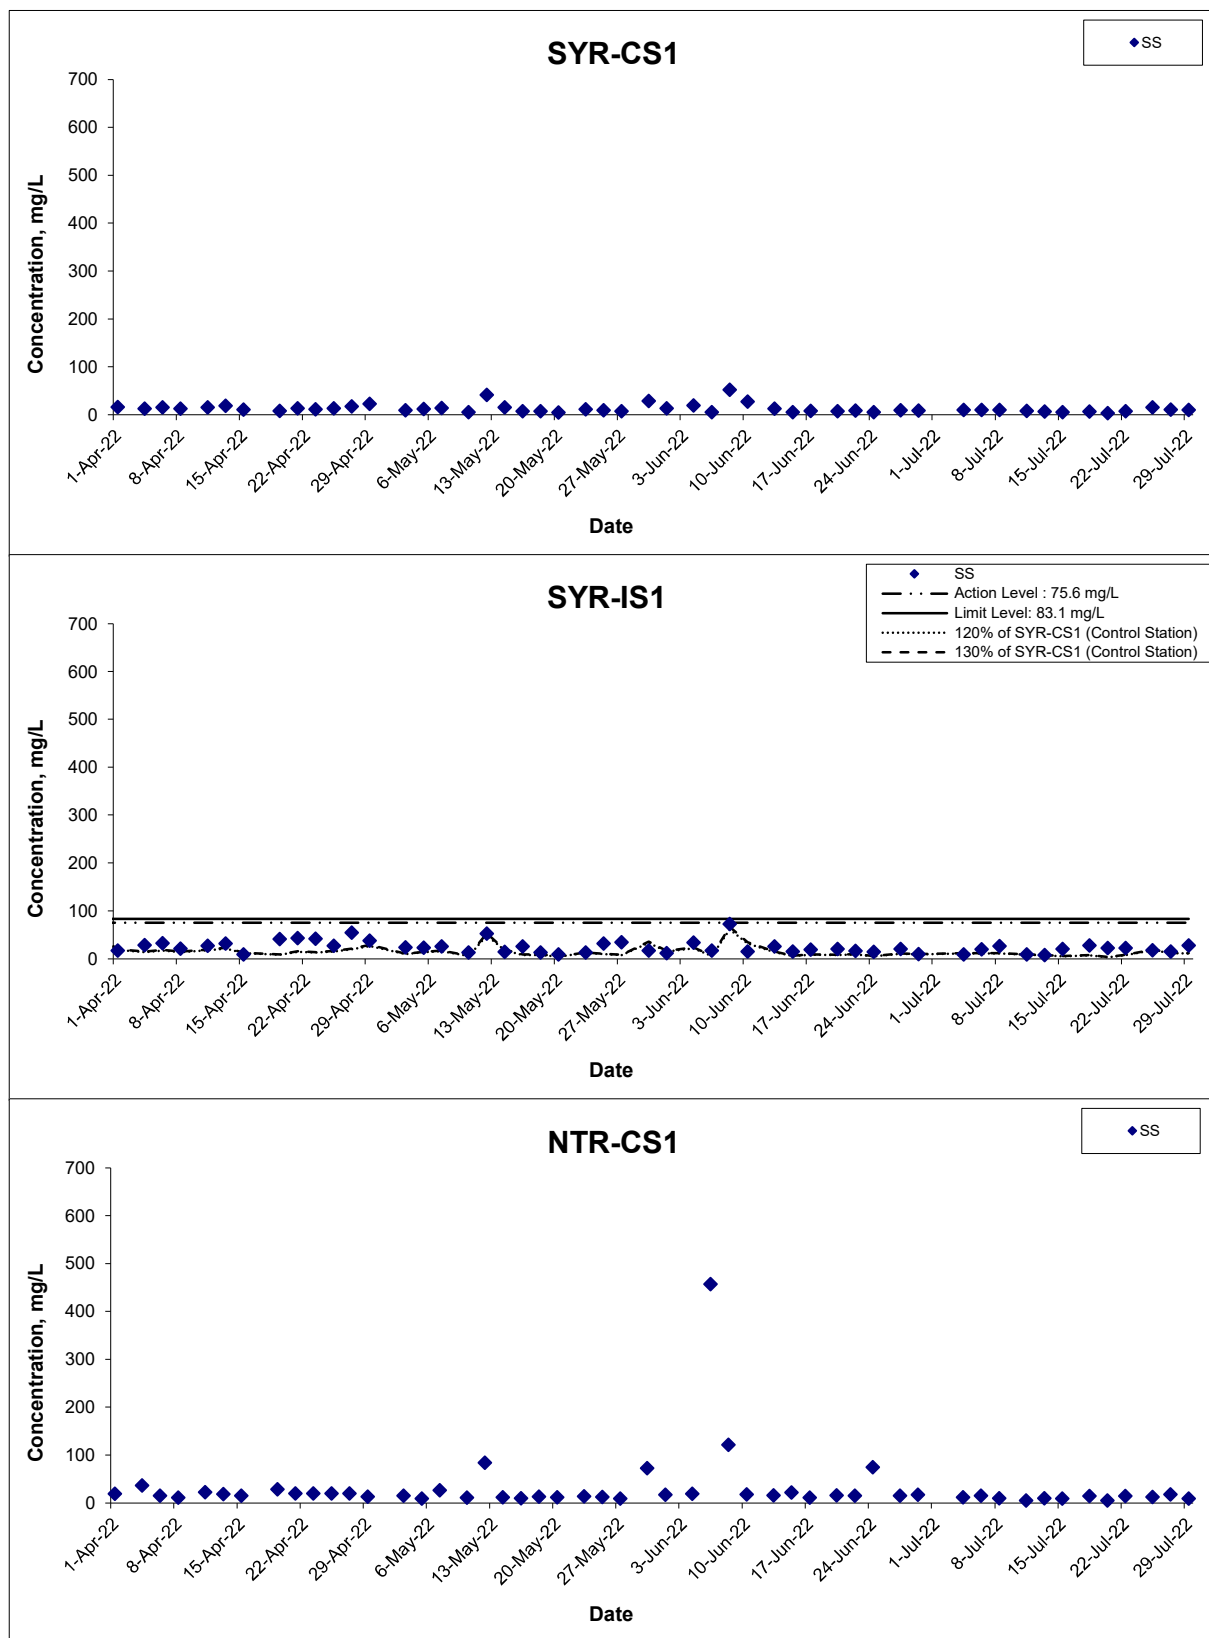 SYR-CS1
SS
700
600
500
400
300
200
100
0
Concentration, mg/L
1-Apr-22
8-Apr-22
15-Apr-22
22-Apr-22
29-Apr-22
6-May-22
13-May-22
20-May-22
27-May-22
3-Jun-22
10-Jun-22
17-Jun-22
24-Jun-22
1-Jul-22
8-Jul-22
15-Jul-22
22-Jul-22
29-Jul-22
Date
SYR-IS1
SS
Action Level : 75.6 mg/L
Limit Level: 83.1 mg/L
120% of SYR-CS1 (Control Station)
130% of SYR-CS1 (Control Station)
700
600
500
400
300
200
100
0
Concentration, mg/L
1-Apr-22
8-Apr-22
15-Apr-22
22-Apr-22
29-Apr-22
6-May-22
13-May-22
20-May-22
27-May-22
3-Jun-22
10-Jun-22
17-Jun-22
24-Jun-22
1-Jul-22
8-Jul-22
15-Jul-22
22-Jul-22
29-Jul-22
Date
NTR-CS1
SS
700
600
500
400
300
200
100
0
Concentration, mg/L
1-Apr-22
8-Apr-22
15-Apr-22
22-Apr-22
29-Apr-22
6-May-22
13-May-22
20-May-22
27-May-22
3-Jun-22
10-Jun-22
17-Jun-22
24-Jun-22
1-Jul-22
8-Jul-22
15-Jul-22
22-Jul-22
29-Jul-22
Date